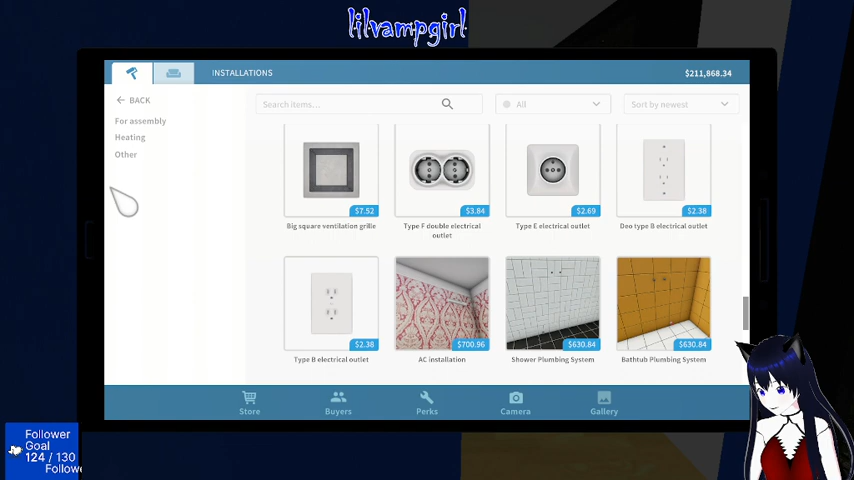 lilvampgirl
INSTALLATIONS
$211,868.34
BACK
Search items...
All
Sort by newest
For assembly
Heating
Other
$7.52
$3.84
$2.69
$2.38
Big square ventilation grille
Type F double electrical
outlet
Type E electrical outlet
Deo type B electrical outlet
$2.38
$700.96
$630.84
$630.84
Type B electrical outlet
AC installation
Shower Plumbing System
Bathtub Plumbing System
Store
Buyers
Perks
Camera
Gallery
Follower
Goal
124 / 130
Followe